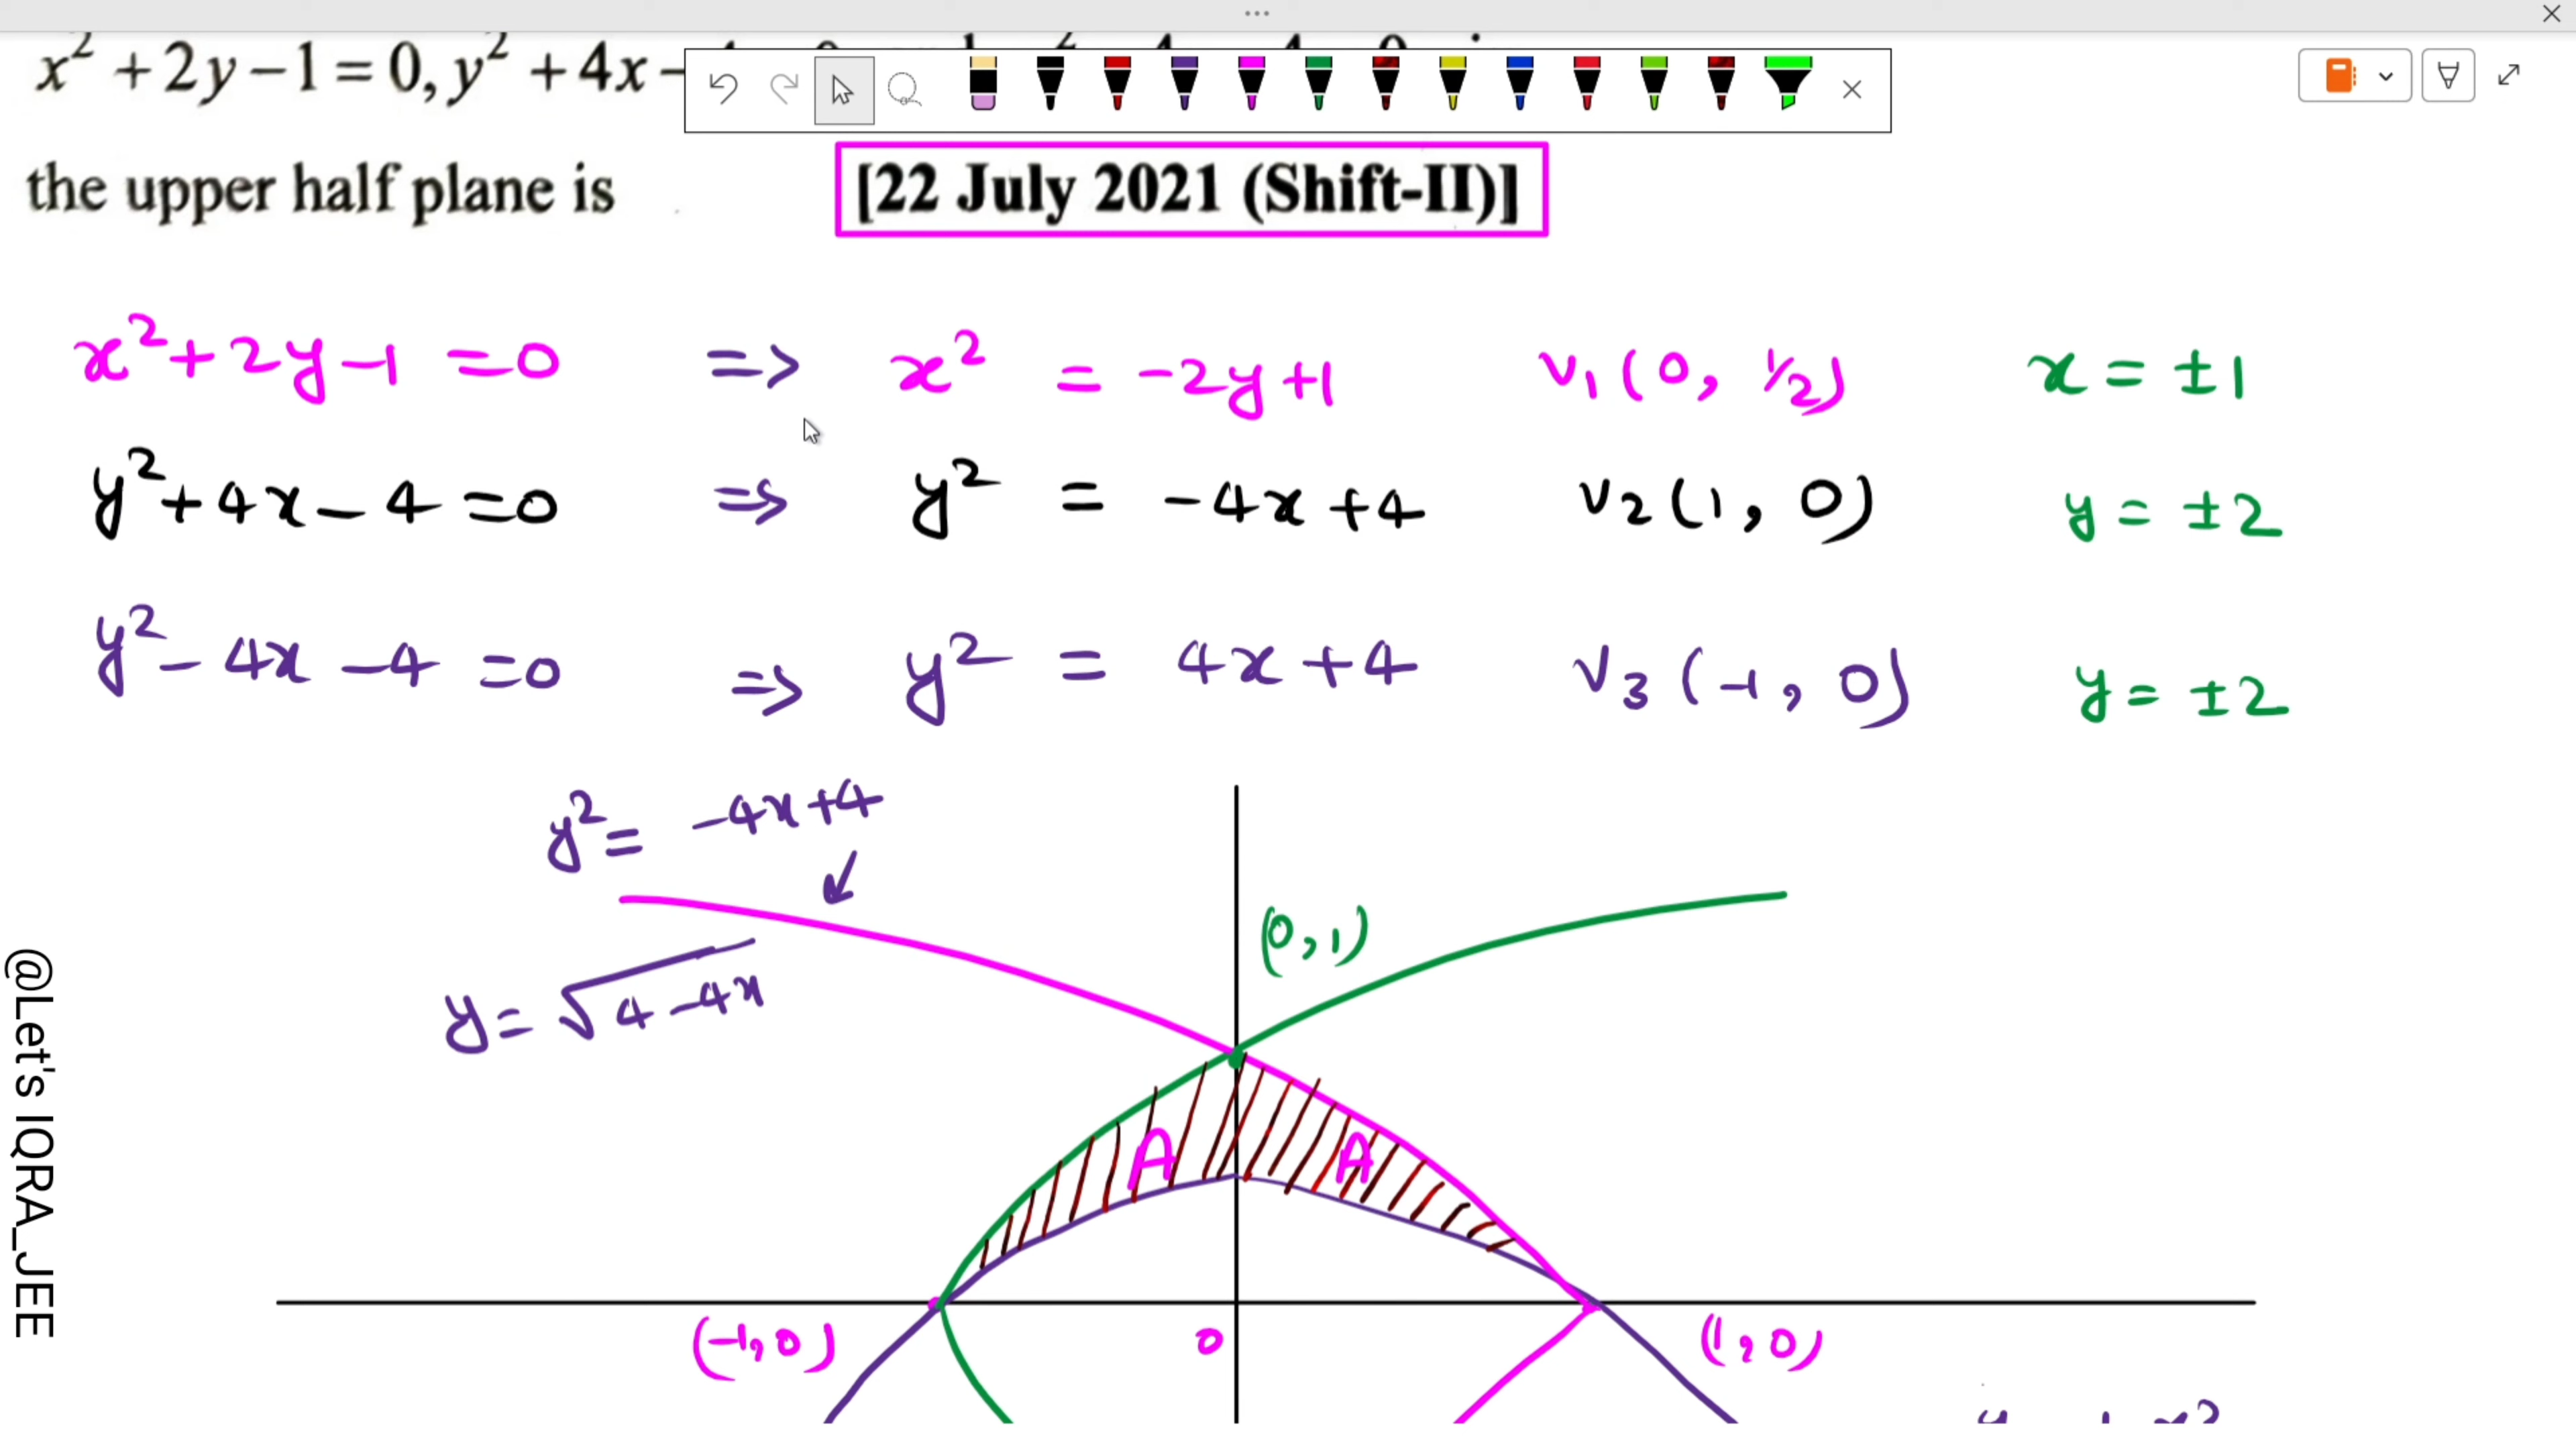 x² + 2y − 1 = 0, y² + 4x −
the upper half plane is [22 July 2021 (Shift-II)]
x² + 2y − 1 = 0 => x² = −2y + 1 V₁(0, 1/2) x = ±1
y² + 4x − 4 = 0 => y² = −4x + 4 V₂(1, 0) y = ±2
y² − 4x − 4 = 0 => y² = 4x + 4 V₃(−1, 0) y = ±2
y² = −4x + 4
(0, 1)
y = √4 − 4x
A A
(−1, 0) 0 (1, 0)
@Let's IQRA_JEE